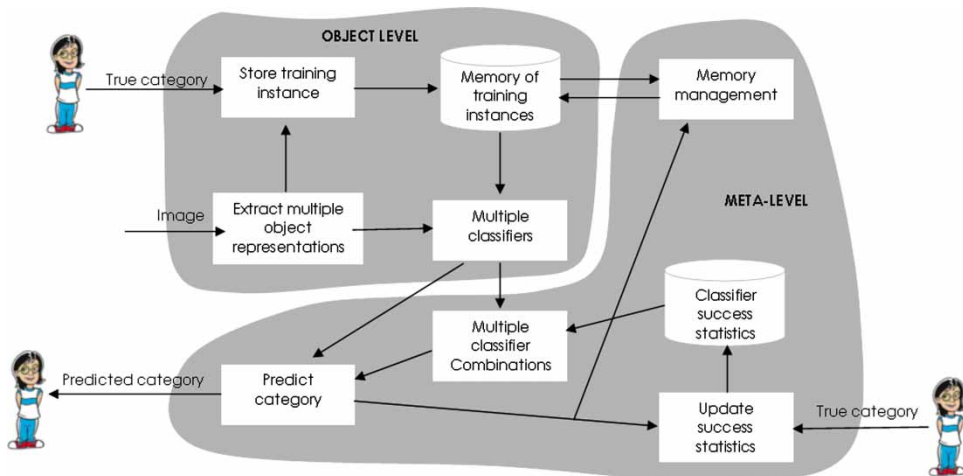 OBJECT LEVEL
True category
Store training
instance
Memory of
training
instances
Memory
management
Image
Extract multiple
object
representations
Multiple
classifiers
META-LEVEL
Classifier
success
statistics
Multiple
classifier
Combinations
Predicted category
Predict
category
Update
success
statistics
True category